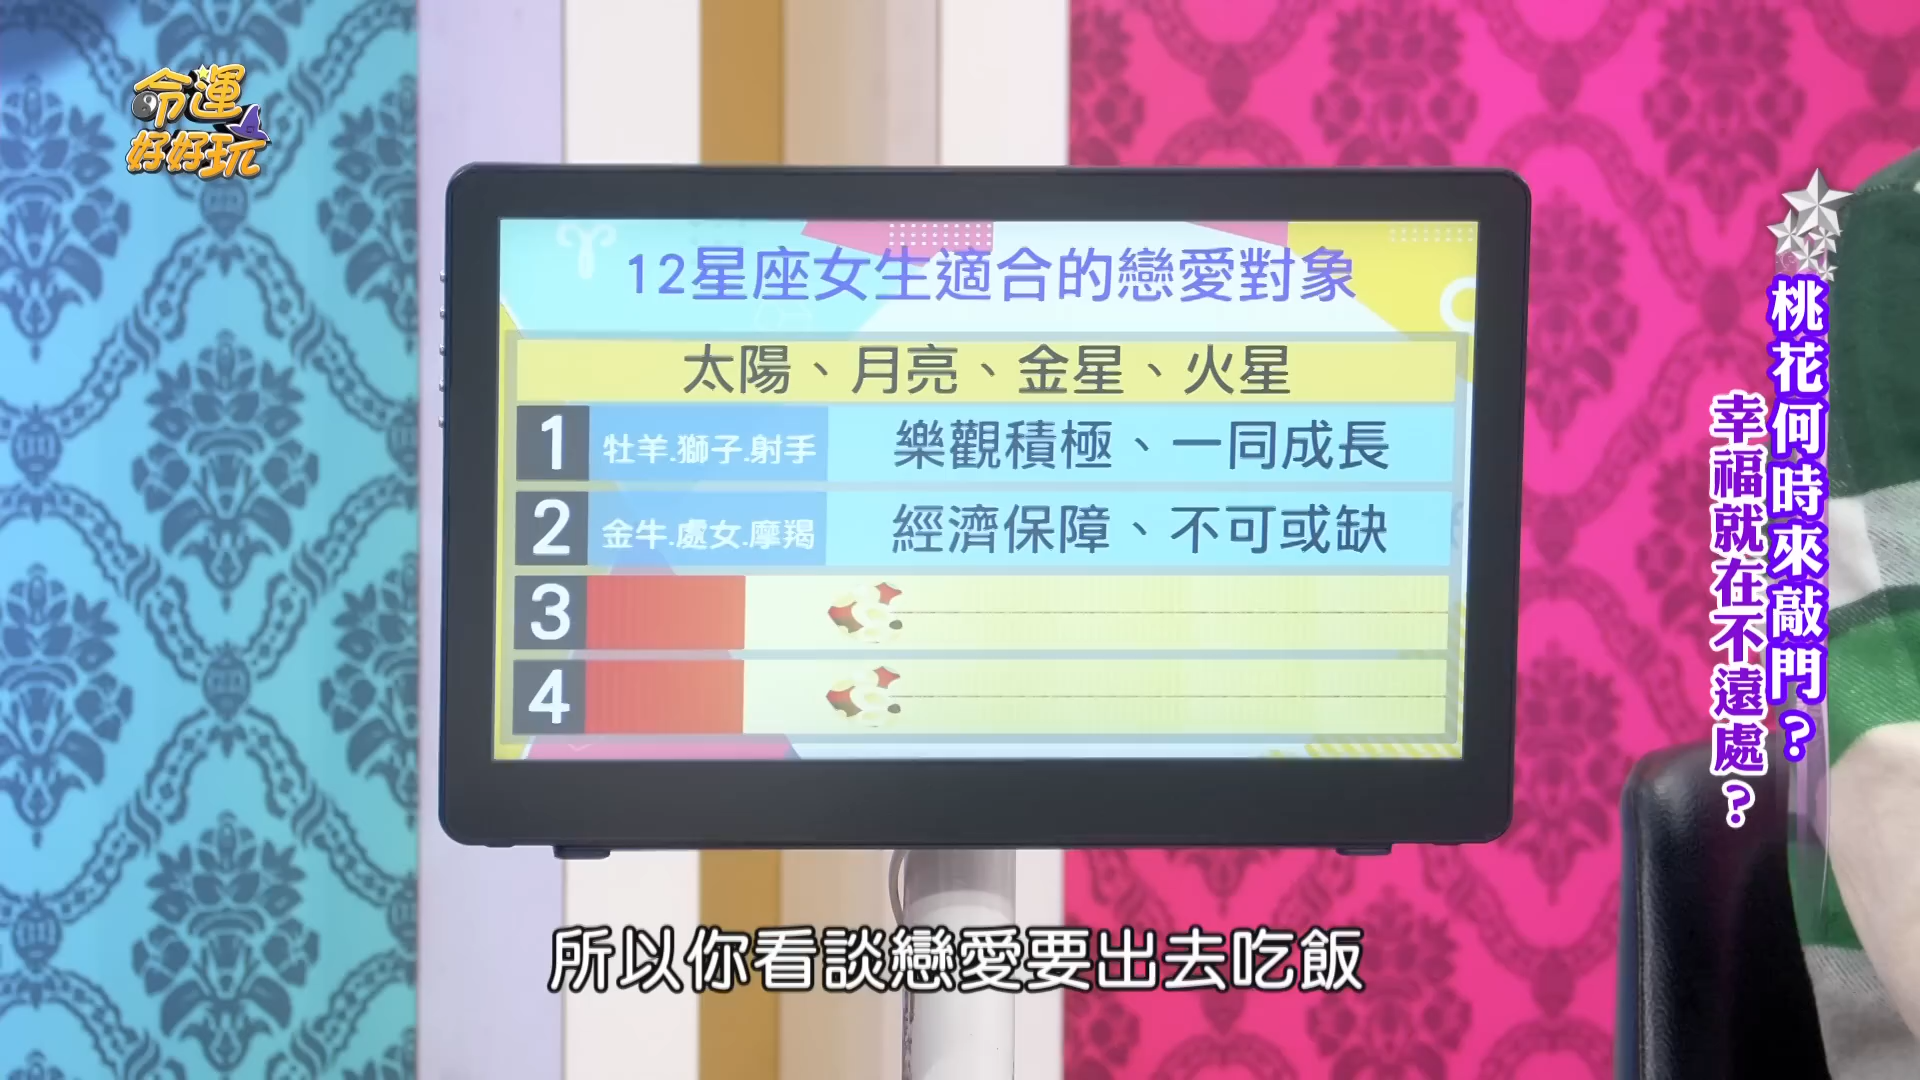 命運
好好玩
12星座女生適合的戀愛對象
太陽、月亮、金星、火星
1 牡羊.獅子.射手 樂觀積極、一同成長
2 金牛.處女.摩羯 經濟保障、不可或缺
3
4
桃花何時來敲門?
幸福就在不遠處?
所以你看談戀愛要出去吃飯